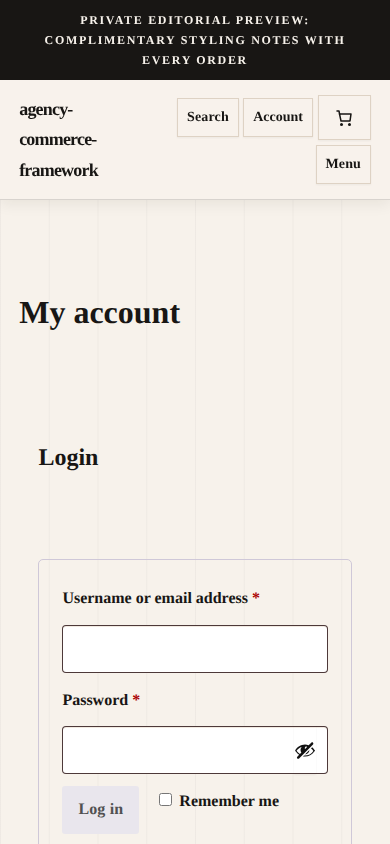 PRIVATE EDITORIAL PREVIEW:
COMPLIMENTARY STYLING NOTES WITH
EVERY ORDER
agency-
commerce-
framework
Search
Account
Menu
My account
Login
Username or email address *
Password *
Log in
Remember me